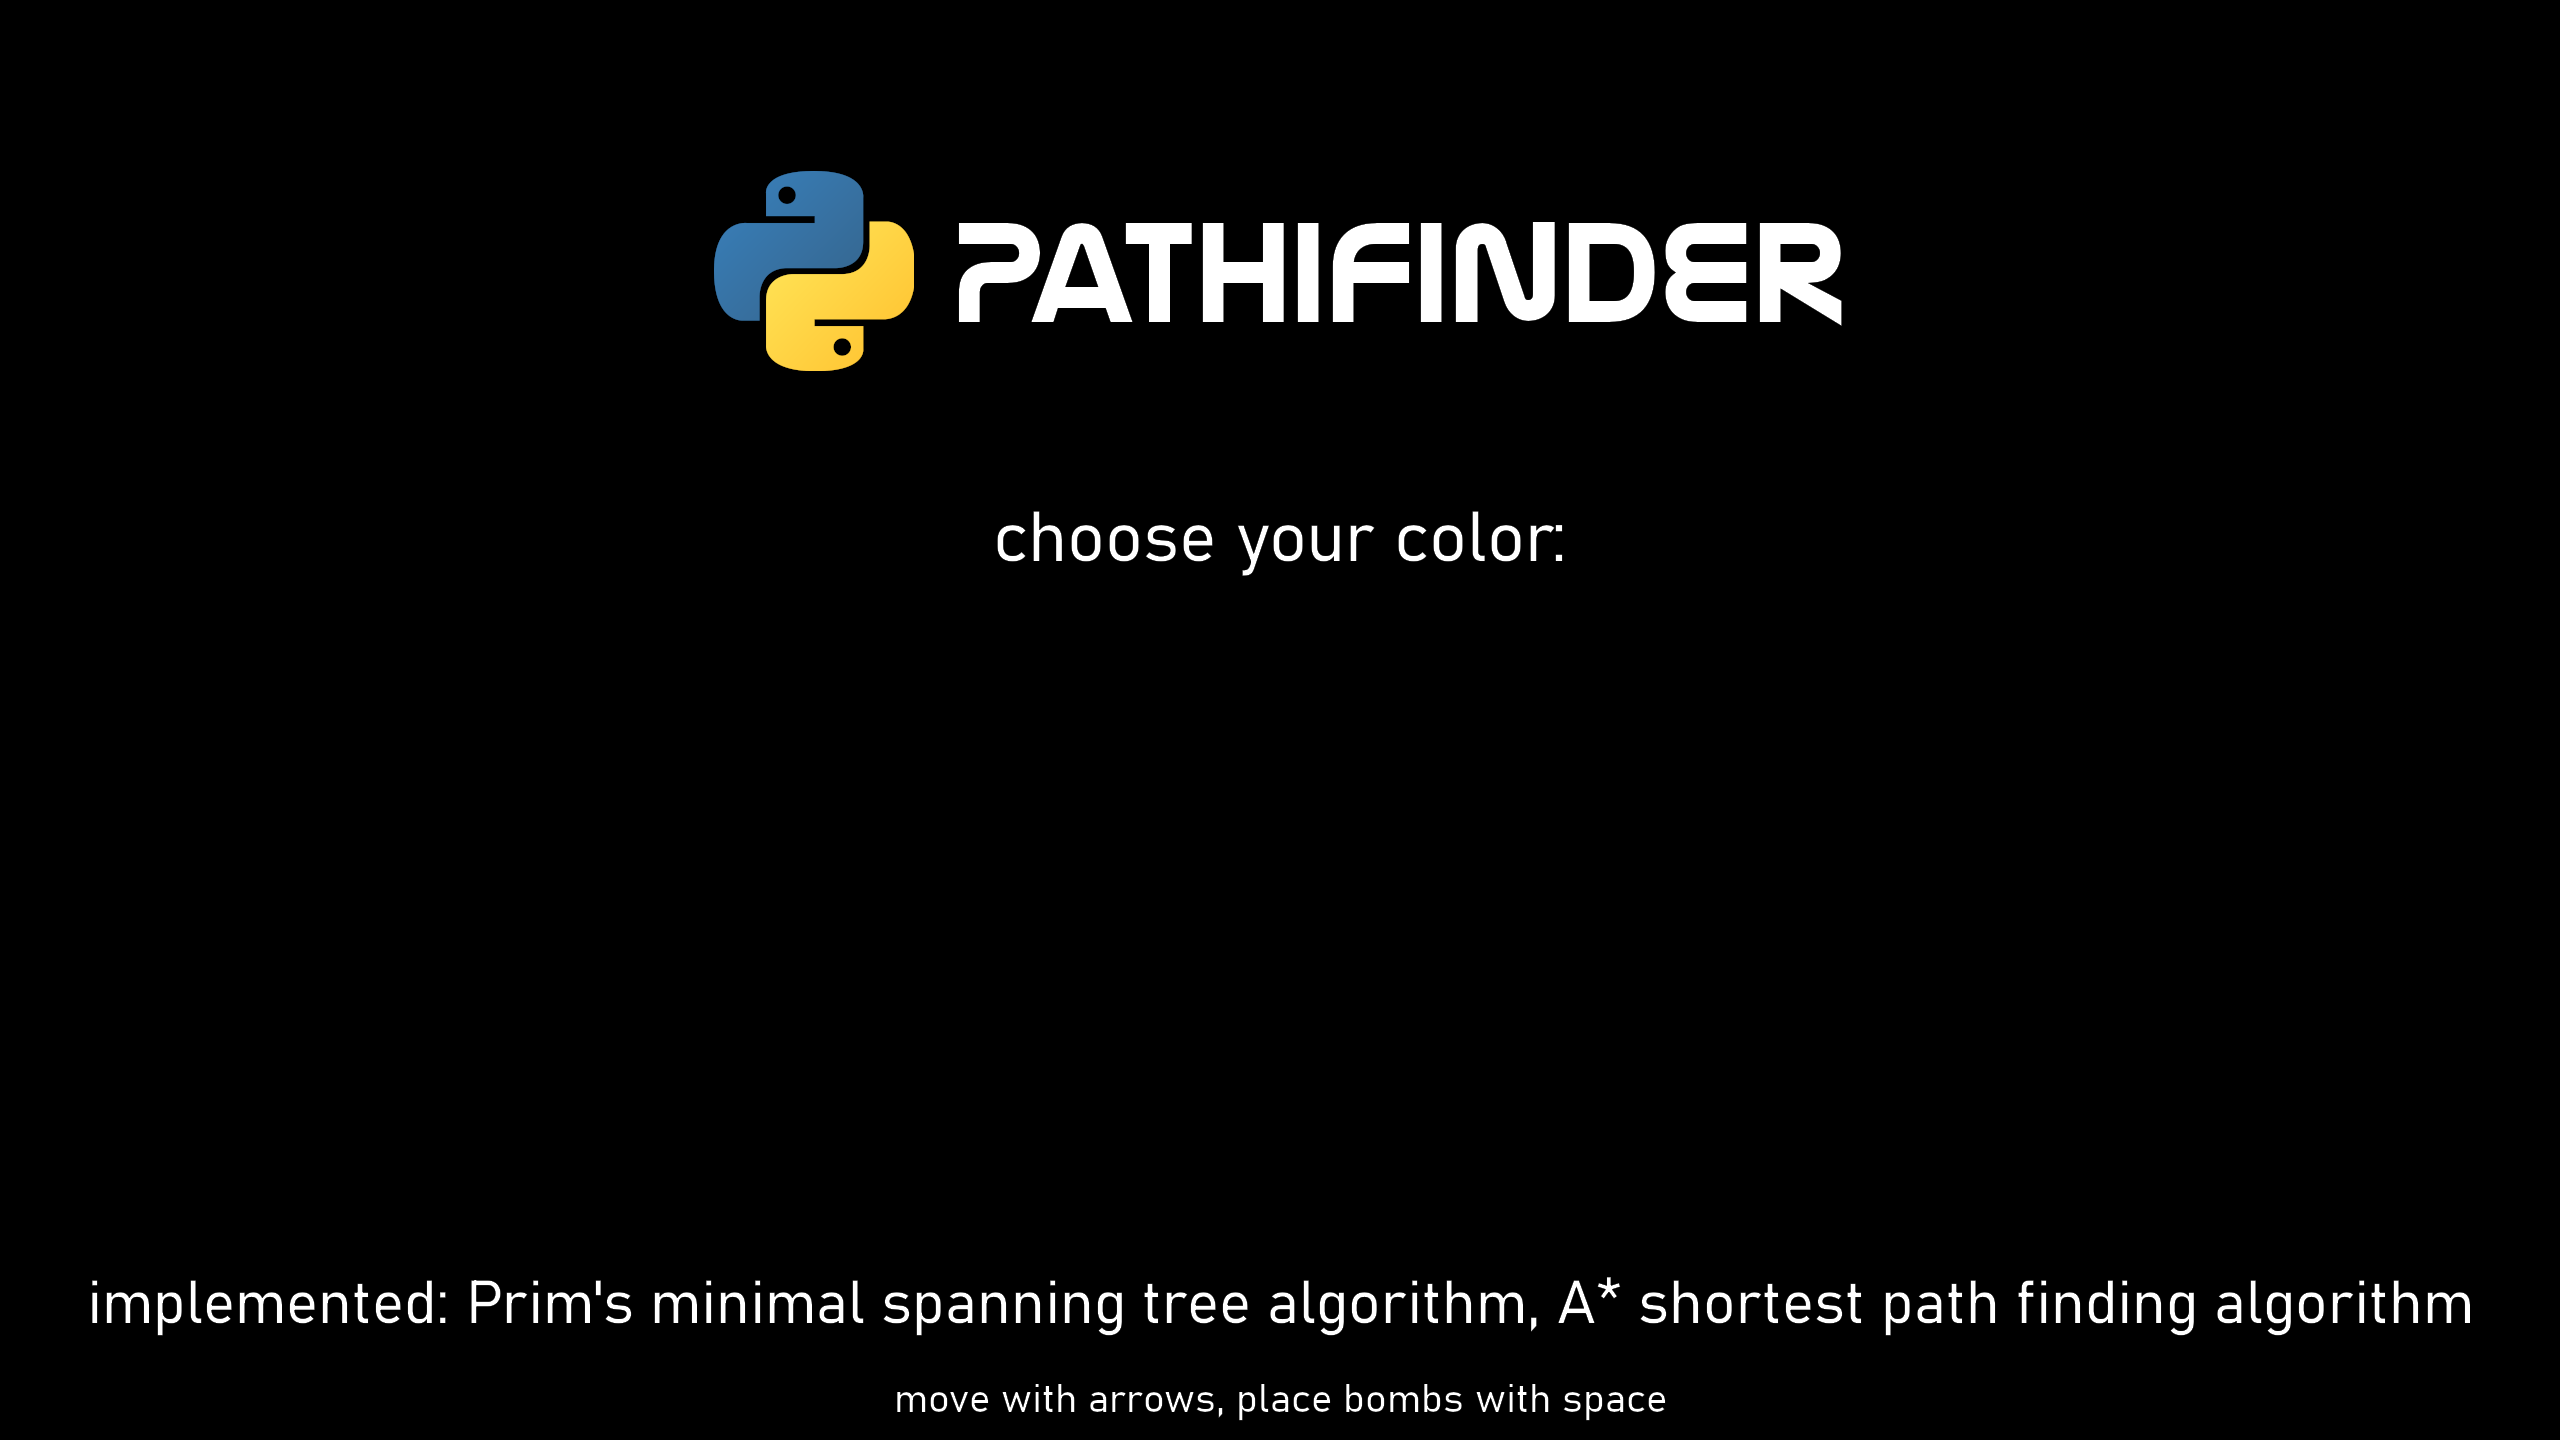 PATHFINDER
choose your color:
implemented: Prim's minimal spanning tree algorithm, A* shortest path finding algorithm
move with arrows, place bombs with space